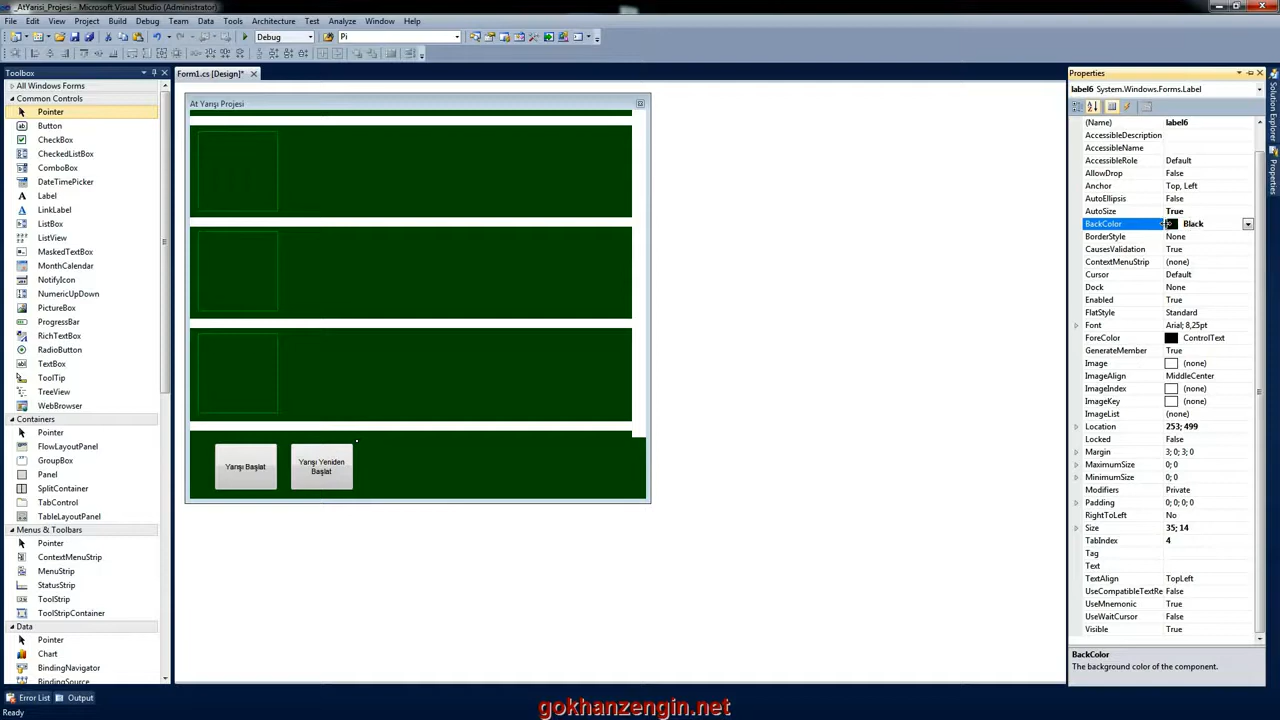 _AtYarisi_Projesi - Microsoft Visual Studio (Administrator)
File Edit View Project Build Debug Team Data Tools Architecture Test Analyze Window Help
Debug Pi
Toolbox
All Windows Forms
Common Controls
Pointer
Button
CheckBox
CheckedListBox
ComboBox
DateTimePicker
Label
LinkLabel
ListBox
ListView
MaskedTextBox
MonthCalendar
NotifyIcon
NumericUpDown
PictureBox
ProgressBar
RichTextBox
RadioButton
TextBox
ToolTip
TreeView
WebBrowser
Containers
Pointer
FlowLayoutPanel
GroupBox
Panel
SplitContainer
TabControl
TableLayoutPanel
Menus & Toolbars
Pointer
ContextMenuStrip
MenuStrip
StatusStrip
ToolStrip
ToolStripContainer
Data
Pointer
Chart
BindingNavigator
BindingSource
Error List Output
Ready
Form1.cs [Design]*
At Yarışı Projesi
Yarışı Başlat
Yarışı Yeniden
Başlat
Properties
label6 System.Windows.Forms.Label
(Name) label6
AccessibleDescription
AccessibleName
AccessibleRole Default
AllowDrop False
Anchor Top, Left
AutoEllipsis False
AutoSize True
BackColor Black
BorderStyle None
CausesValidation True
ContextMenuStrip (none)
Cursor Default
Dock None
Enabled True
FlatStyle Standard
Font Arial; 8,25pt
ForeColor ControlText
GenerateMember True
Image (none)
ImageAlign MiddleCenter
ImageIndex (none)
ImageKey (none)
ImageList (none)
Location 253; 499
Locked False
Margin 3; 0; 3; 0
MaximumSize 0; 0
MinimumSize 0; 0
Modifiers Private
Padding 0; 0; 0; 0
RightToLeft No
Size 35; 14
TabIndex 4
Tag
Text
TextAlign TopLeft
UseCompatibleTextRe False
UseMnemonic True
UseWaitCursor False
Visible True
BackColor
The background color of the component.
Solution Explorer
Properties
gokhanzengin.net